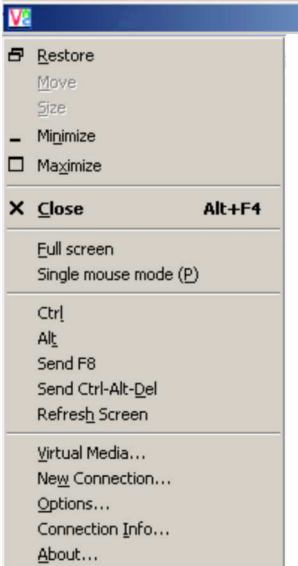 V2
Restore
Move
Size
Minimize
Maximize
Close Alt+F4
Full screen
Single mouse mode (P)
Ctrl
Alt
Send F8
Send Ctrl-Alt-Del
Refresh Screen
Virtual Media...
New Connection...
Options...
Connection Info...
About...